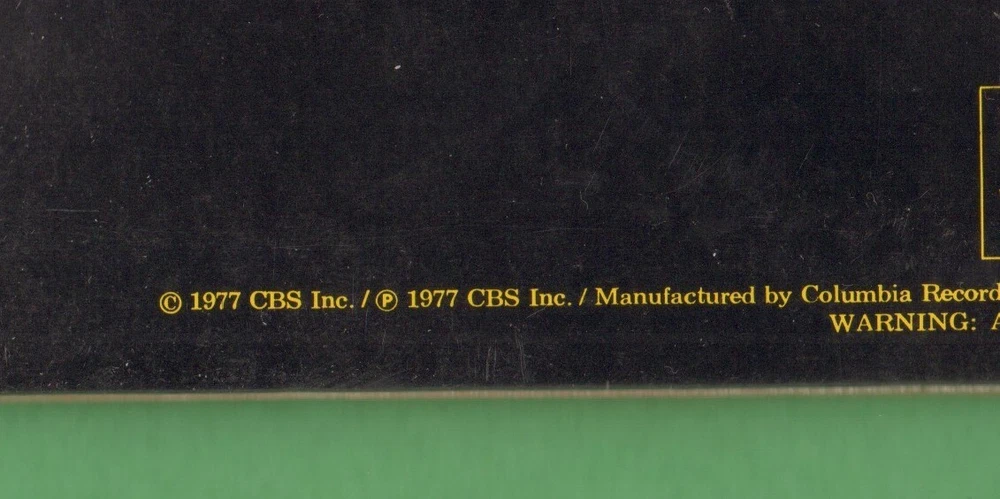 © 1977 CBS Inc. / ℗ 1977 CBS Inc. / Manufactured by Columbia Record
WARNING: